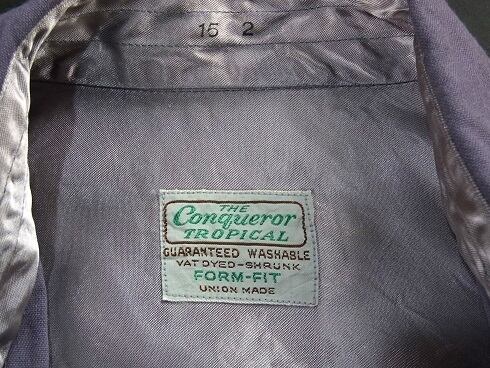 15 2
THE
Conqueror
TROPICAL
GUARANTEED WASHABLE
VAT DYED-SHRUNK
FORM-FIT
UNION MADE